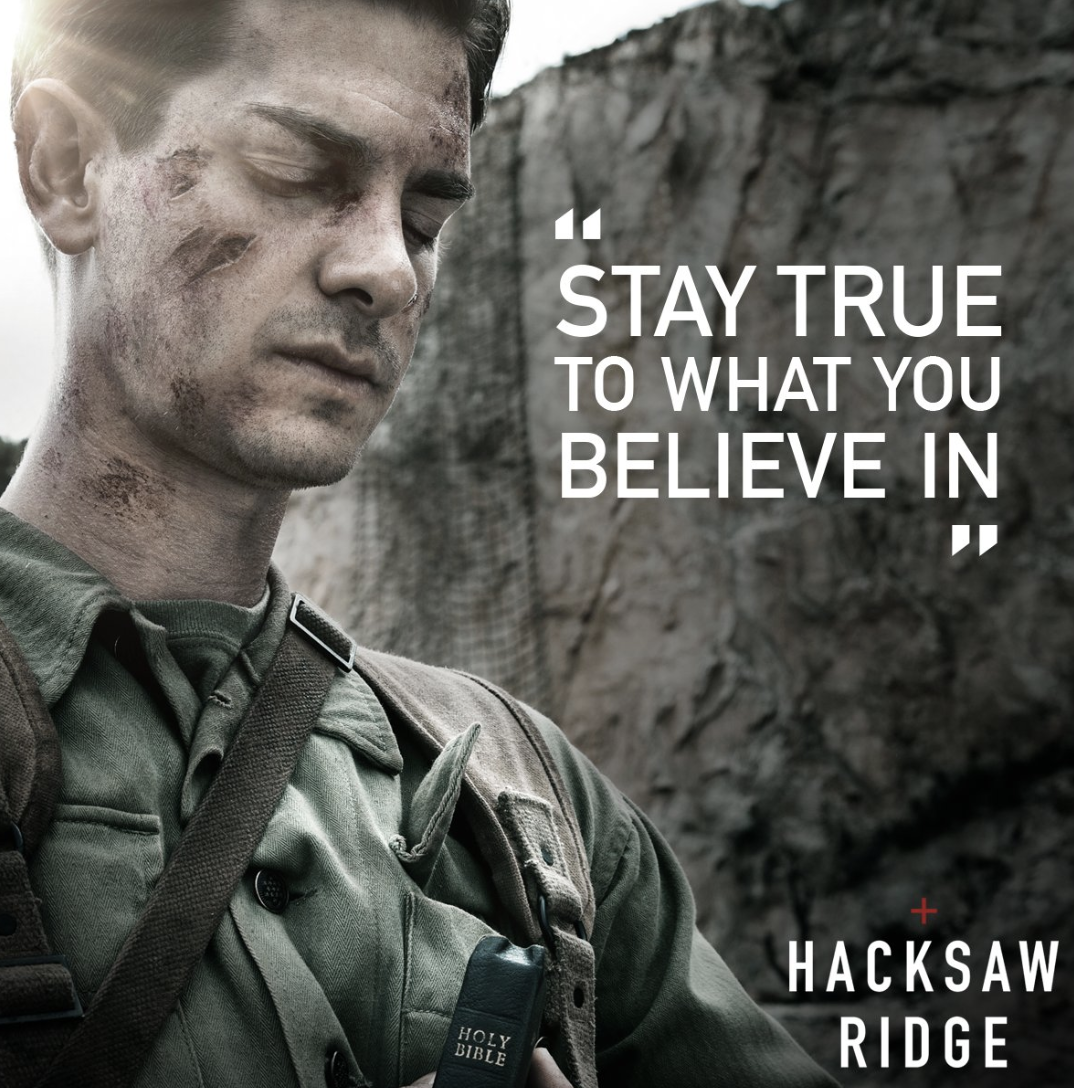 “
STAY TRUE
TO WHAT YOU
BELIEVE IN
”
HOLY
BIBLE
+
HACKSAW
RIDGE